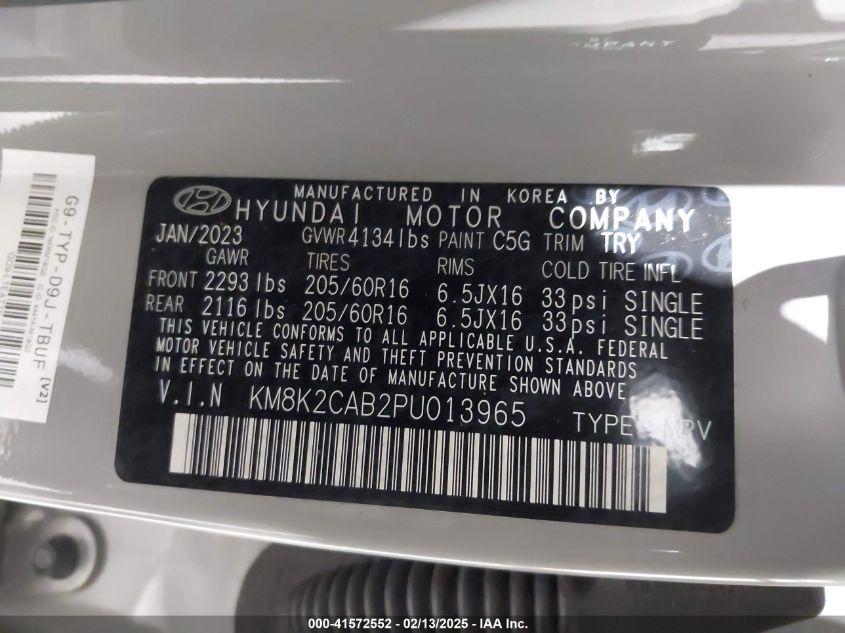 MANUFACTURED IN KOREA BY
HYUNDAI MOTOR COMPANY
JAN/2023 GVWR 4134lbs PAINT C5G TRIM TRY
GAWR TIRES RIMS COLD TIRE INFL
FRONT 2293lbs 205/60R16 6.5JX16 33psi SINGLE
REAR 2116lbs 205/60R16 6.5JX16 33psi SINGLE
THIS VEHICLE CONFORMS TO ALL APPLICABLE U.S.A. FEDERAL
MOTOR VEHICLE SAFETY AND THEFT PREVENTION STANDARDS
IN EFFECT ON THE DATE OF MANUFACTURE SHOWN ABOVE.
V.I.N KM8K2CAB2PU013965 TYPE MPV
G9-TYP-D9J-TBUF [V2]
000-41572552 - 02/13/2025 - IAA Inc.